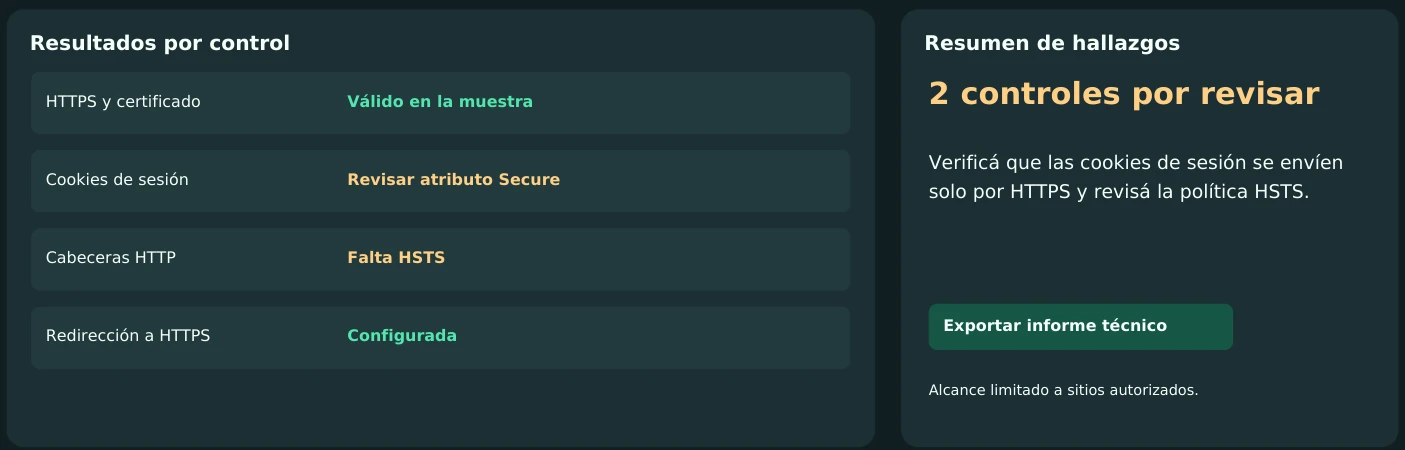 Resultados por control
HTTPS y certificado
Válido en la muestra
Cookies de sesión
Revisar atributo Secure
Cabeceras HTTP
Falta HSTS
Redirección a HTTPS
Configurada
Resumen de hallazgos
2 controles por revisar
Verificá que las cookies de sesión se envíen
solo por HTTPS y revisá la política HSTS.
Exportar informe técnico
Alcance limitado a sitios autorizados.